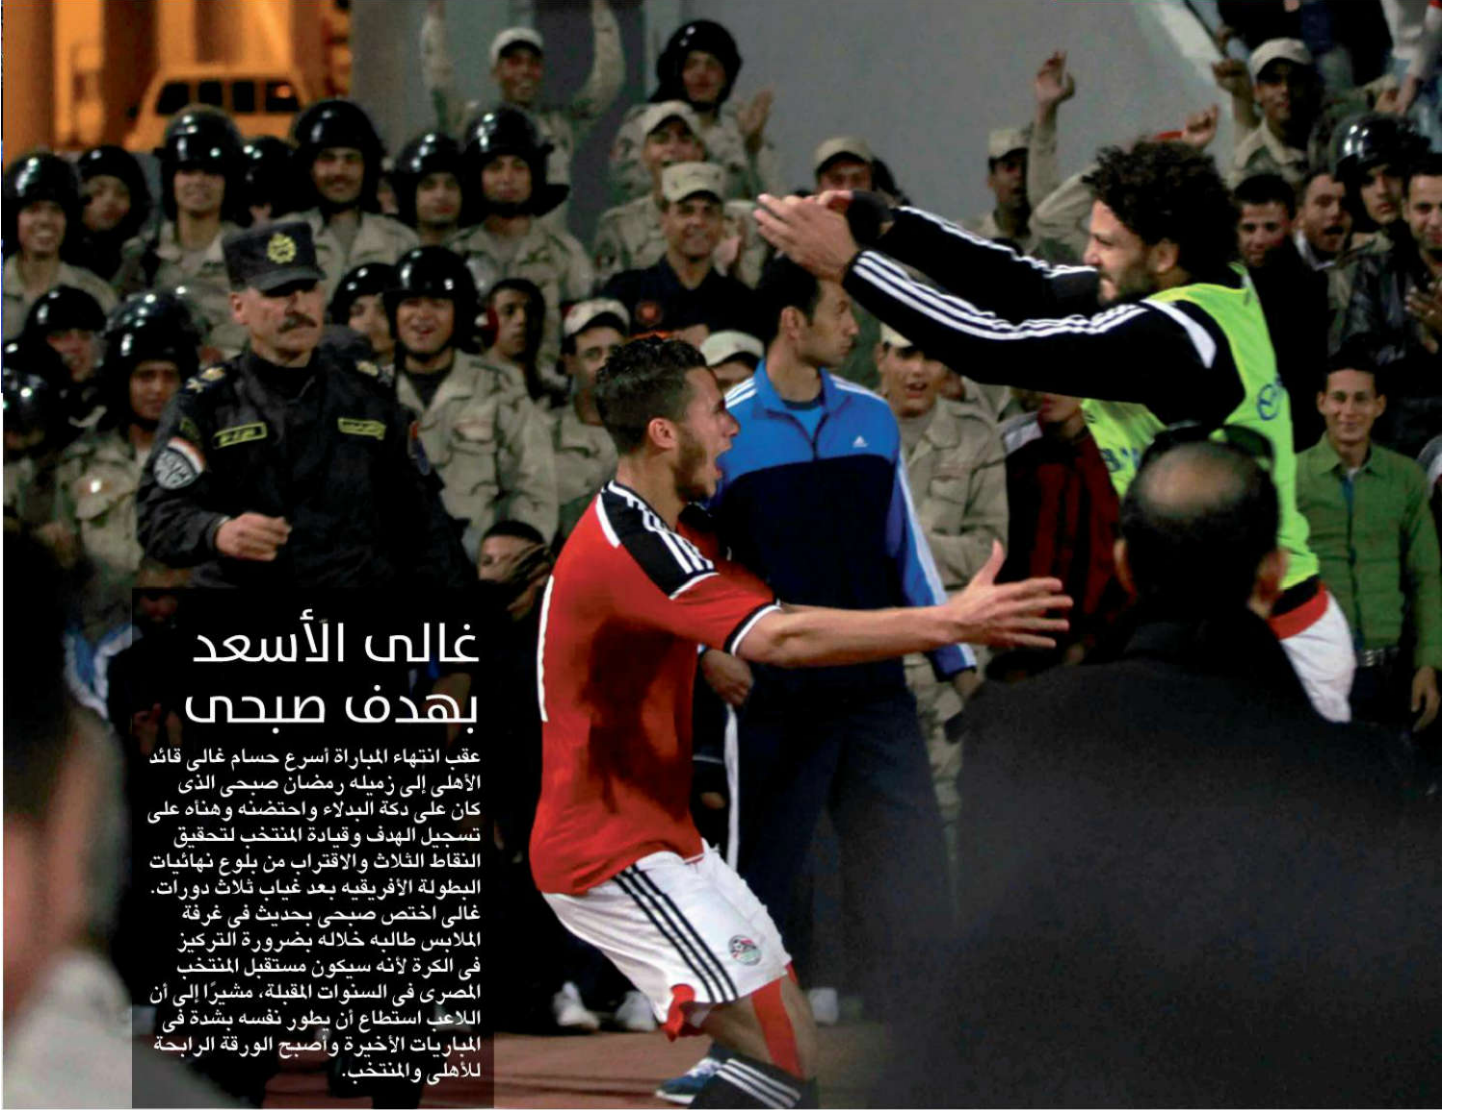 غالى الأسعد
بهدف صبحى
عقب انتهاء المباراة أسرع حسام غالى قائد
الأهلى إلى زميله رمضان صبحى الذى
كان على دكة البدلاء واحتضنه وهنأه على
تسجيل الهدف وقيادة المنتخب لتحقيق
النقاط الثلاث والاقتراب من بلوع نهائيات
البطولة الأفريقيه بعد غياب ثلاث دورات.
غالى اختص صبحى بحديث فى غرفة
الملابس طالبه خلاله بضرورة التركيز
فى الكرة لأنه سيكون مستقبل المنتخب
المصرى فى السنوات المقبلة، مشيرًا إلى أن
اللاعب استطاع أن يطور نفسه بشدة فى
المباريات الأخيرة وأصبح الورقة الرابحة
للأهلى والمنتخب.